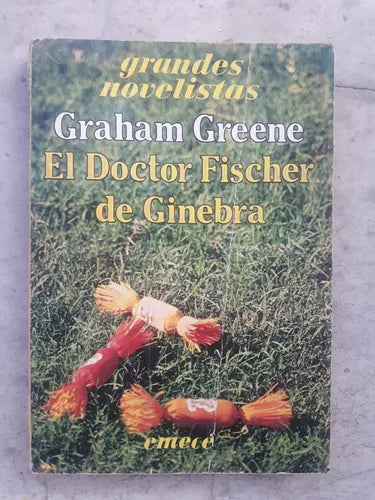 grandes
novelistas
Graham Greene
El Doctor Fischer
de Ginebra
emecé